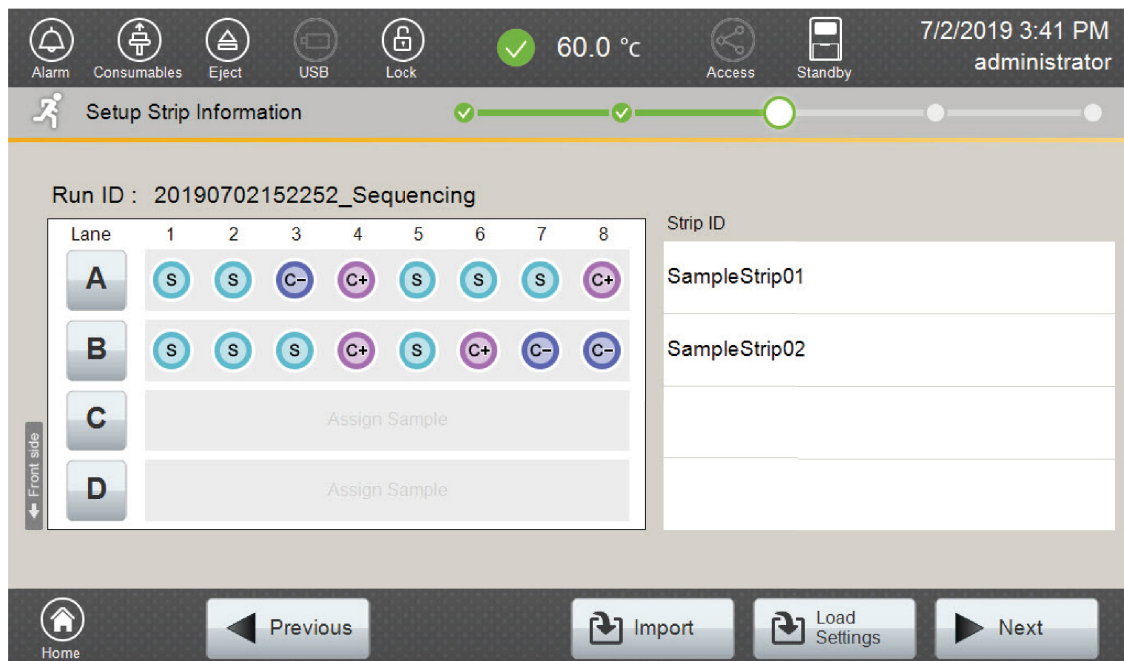 7/2/2019 3:41 PM
60.0 °c
administrator
Alarm Consumables Eject USB Lock Access Standby
Setup Strip Information
Run ID : 20190702152252_Sequencing
Strip ID
Lane 1 2 3 4 5 6 7 8
A S S C- C+ S S S C+ SampleStrip01
B S S S C+ S C+ C- C- SampleStrip02
C Assign Sample
D Assign Sample
Front side
Previous Import Load Settings Next
Home